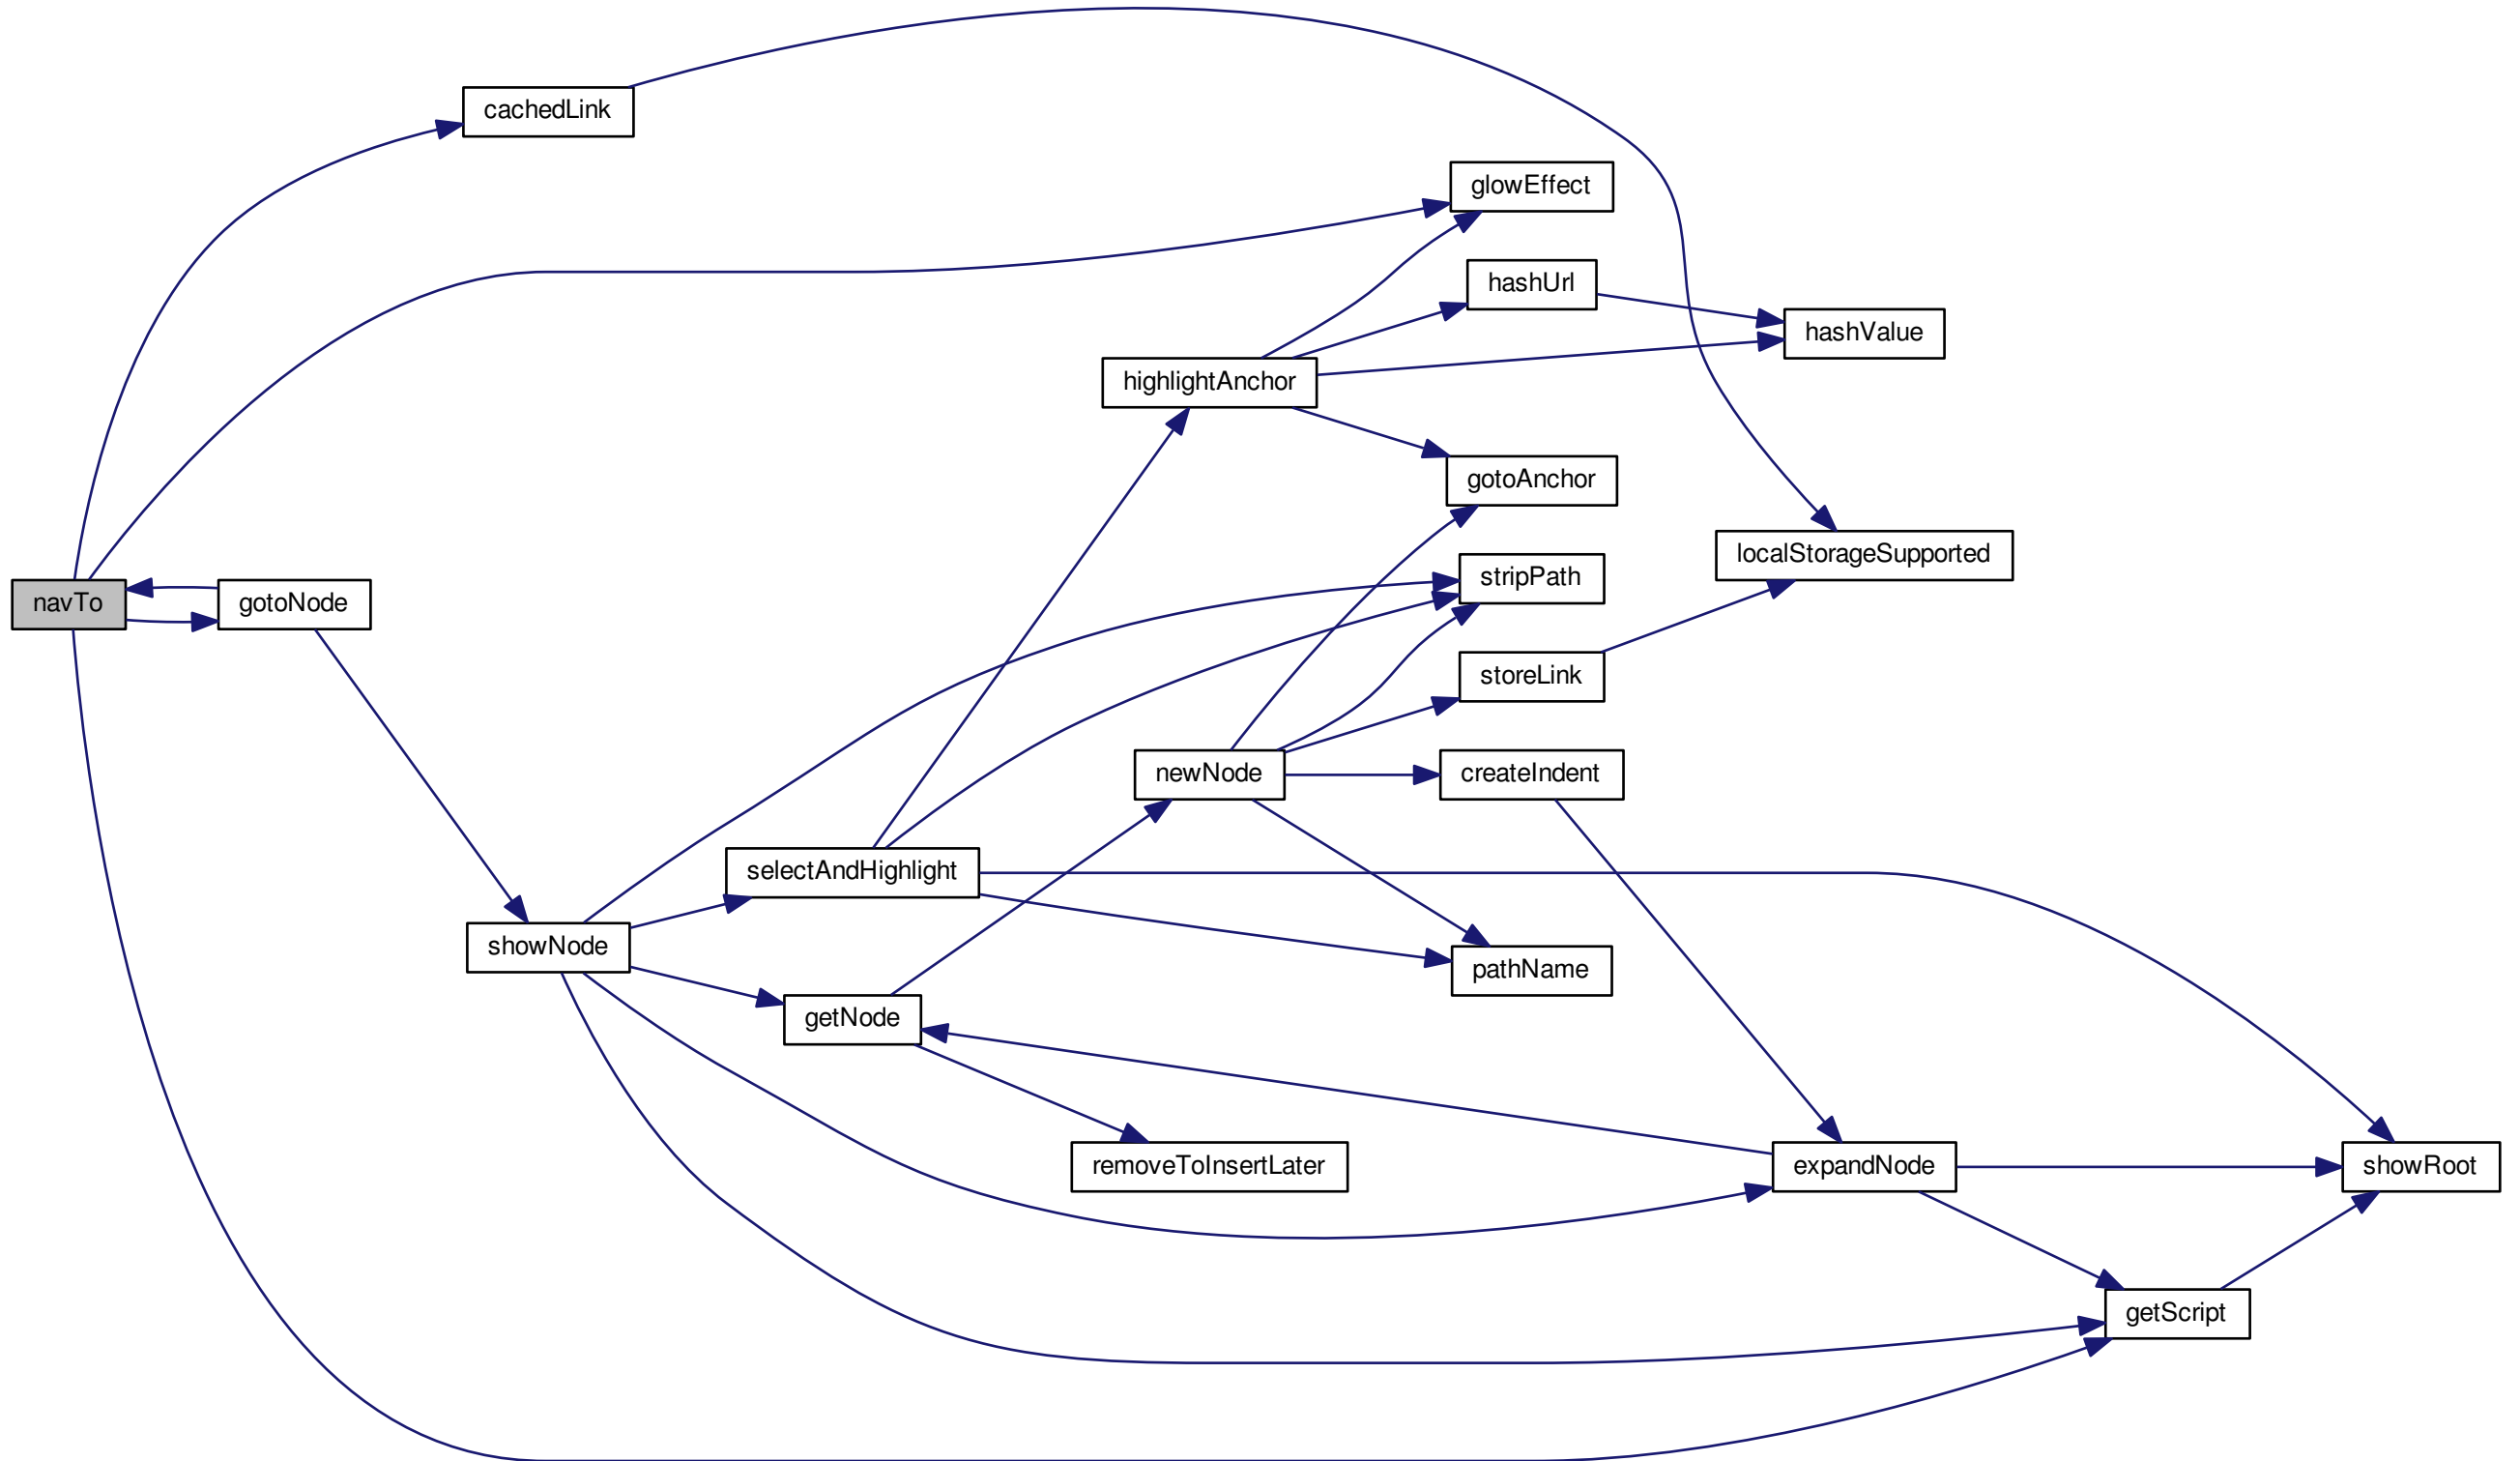 cachedLink
glowEffect
hashUrl
hashValue
highlightAnchor
gotoAnchor
localStorageSupported
stripPath
navTo
gotoNode
storeLink
newNode
createIndent
selectAndHighlight
showNode
pathName
getNode
removeToInsertLater
expandNode
showRoot
getScript